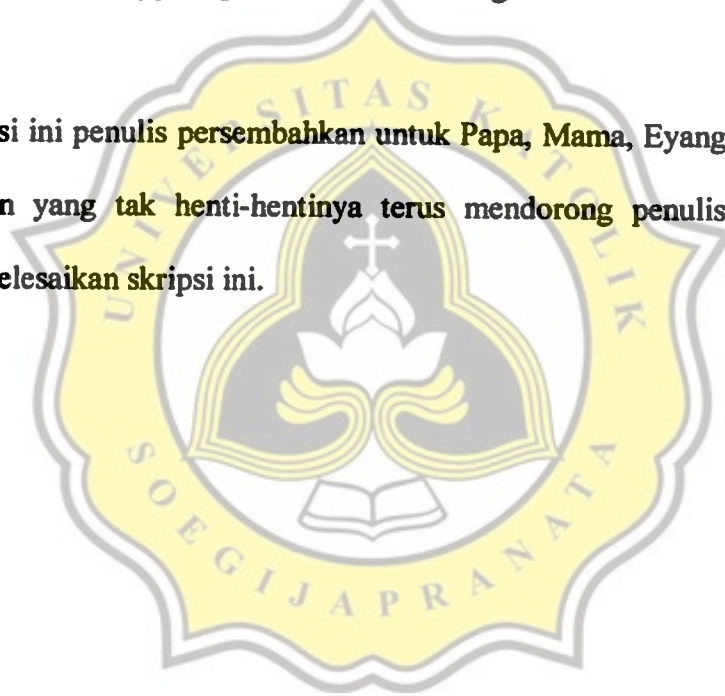 si ini penulis persembahkan untuk Papa, Mama, Eyang
n yang tak henti-hentinya terus mendorong penulis
elesaikan skripsi ini.
UNIVERSITAS KATOLIK
SOEGIJAPRANATA